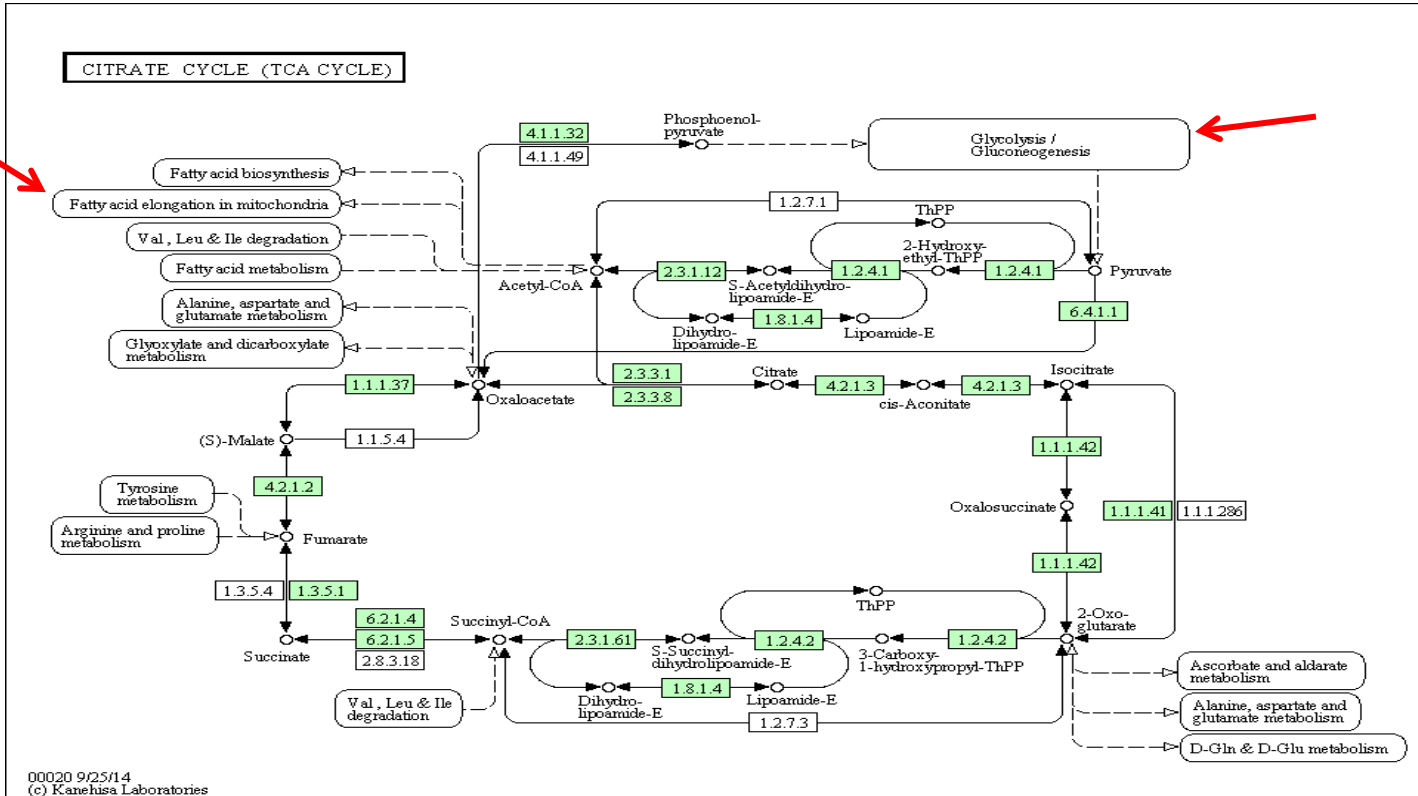 CITRATE CYCLE (TCA CYCLE)
4.1.1.32
4.1.1.49
Phosphoenol-
pyruvate
Glycolysis /
Gluconeogenesis
Fatty acid biosynthesis
Fatty acid elongation in mitochondria
Val, Leu & Ile degradation
Fatty acid metabolism
Alanine, aspartate and
glutamate metabolism
Glyoxylate and dicarboxylate
metabolism
1.2.7.1
ThPP
2-Hydroxy-
ethyl-ThPP
Acetyl-CoA
2.3.1.12
S-Acetyldihydro-
lipoamide-E
1.2.4.1
1.2.4.1
Pyruvate
Dihydro-
lipoamide-E
1.8.1.4
Lipoamide-E
6.4.1.1
1.1.1.37
Oxaloacetate
2.3.3.1
2.3.3.8
Citrate
4.2.1.3
cis-Aconitate
4.2.1.3
Isocitrate
(S)-Malate
1.1.5.4
1.1.1.42
4.2.1.2
Tyrosine
metabolism
Arginine and proline
metabolism
Fumarate
Oxalosuccinate
1.1.1.41
1.1.1.286
1.1.1.42
1.3.5.4
1.3.5.1
ThPP
6.2.1.4
6.2.1.5
2.8.3.18
Succinate
Succinyl-CoA
2.3.1.61
S-Succinyl-
dihydrolipoamide-E
1.2.4.2
3-Carboxy-
1-hydroxypropyl-ThPP
1.2.4.2
2-Oxo-
glutarate
Val, Leu & Ile
degradation
Dihydro-
lipoamide-E
1.8.1.4
Lipoamide-E
1.2.7.3
Ascorbate and aldarate
metabolism
Alanine, aspartate and
glutamate metabolism
D-Gln & D-Glu metabolism
00020 9/25/14
(c) Kanehisa Laboratories